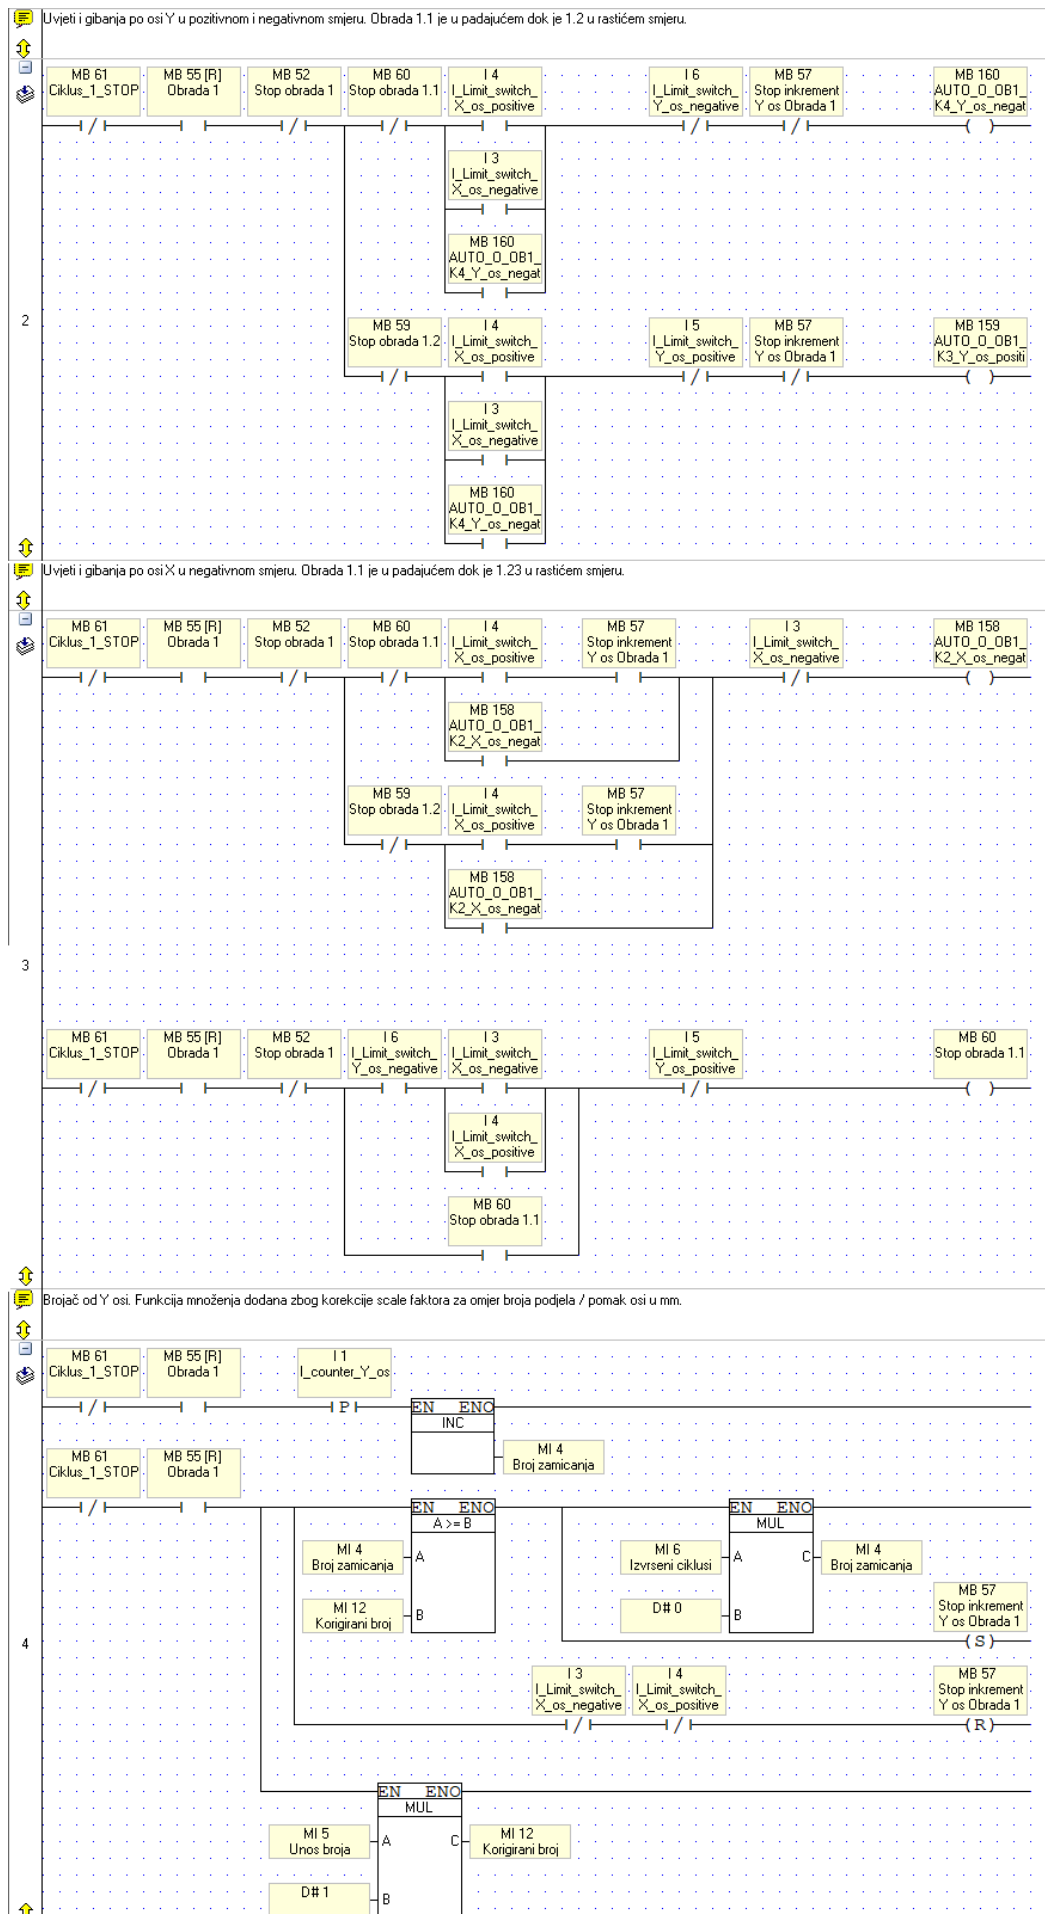 Uvjeti i gibanja po osi Y u pozitivnom i negativnom smjeru. Obrada 1.1 je u padajućem dok je 1.2 u rastićem smjeru.
MB 61
Ciklus_1_STOP
MB 55 [R]
Obrada 1
MB 52
Stop obrada 1
MB 60
Stop obrada 1.1
I 4
I_Limit_switch_
X_os_positive
I 6
I_Limit_switch_
Y_os_negative
MB 57
Stop inkrement
Y os Obrada 1
MB 160
AUTO_O_OB1_
K4_Y_os_negat
I 3
I_Limit_switch_
X_os_negative
MB 160
AUTO_O_OB1_
K4_Y_os_negat
2
MB 59
Stop obrada 1.2
I 4
I_Limit_switch_
X_os_positive
I 5
I_Limit_switch_
Y_os_positive
MB 57
Stop inkrement
Y os Obrada 1
MB 159
AUTO_O_OB1_
K3_Y_os_positi
I 3
I_Limit_switch_
X_os_negative
MB 160
AUTO_O_OB1_
K4_Y_os_negat
Uvjeti i gibanja po osi X u negativnom smjeru. Obrada 1.1 je u padajućem dok je 1.23 u rastićem smjeru.
MB 61
Ciklus_1_STOP
MB 55 [R]
Obrada 1
MB 52
Stop obrada 1
MB 60
Stop obrada 1.1
I 4
I_Limit_switch_
X_os_positive
MB 57
Stop inkrement
Y os Obrada 1
I 3
I_Limit_switch_
X_os_negative
MB 158
AUTO_O_OB1_
K2_X_os_negat
MB 158
AUTO_O_OB1_
K2_X_os_negat
MB 59
Stop obrada 1.2
I 4
I_Limit_switch_
X_os_positive
MB 57
Stop inkrement
Y os Obrada 1
MB 158
AUTO_O_OB1_
K2_X_os_negat
3
MB 61
Ciklus_1_STOP
MB 55 [R]
Obrada 1
MB 52
Stop obrada 1
I 6
I_Limit_switch_
Y_os_negative
I 3
I_Limit_switch_
X_os_negative
I 5
I_Limit_switch_
Y_os_positive
MB 60
Stop obrada 1.1
I 4
I_Limit_switch_
X_os_positive
MB 60
Stop obrada 1.1
Brojač od Y osi. Funkcija množenja dodana zbog korekcije scale faktora za omjer broja podjela / pomak osi u mm.
MB 61
Ciklus_1_STOP
MB 55 [R]
Obrada 1
I 1
I_counter_Y_os
P
EN ENO
INC
MI 4
Broj zamicanja
MB 61
Ciklus_1_STOP
MB 55 [R]
Obrada 1
EN ENO
A >= B
MI 4
Broj zamicanja
A
MI 12
Korigirani broj
B
EN ENO
MUL
MI 6
Izvrseni ciklusi
A
C
MI 4
Broj zamicanja
D# 0
B
MB 57
Stop inkrement
Y os Obrada 1
S
4
I 3
I_Limit_switch_
X_os_negative
I 4
I_Limit_switch_
X_os_positive
MB 57
Stop inkrement
Y os Obrada 1
R
EN ENO
MUL
MI 5
Unos broja
A
C
MI 12
Korigirani broj
D# 1
B